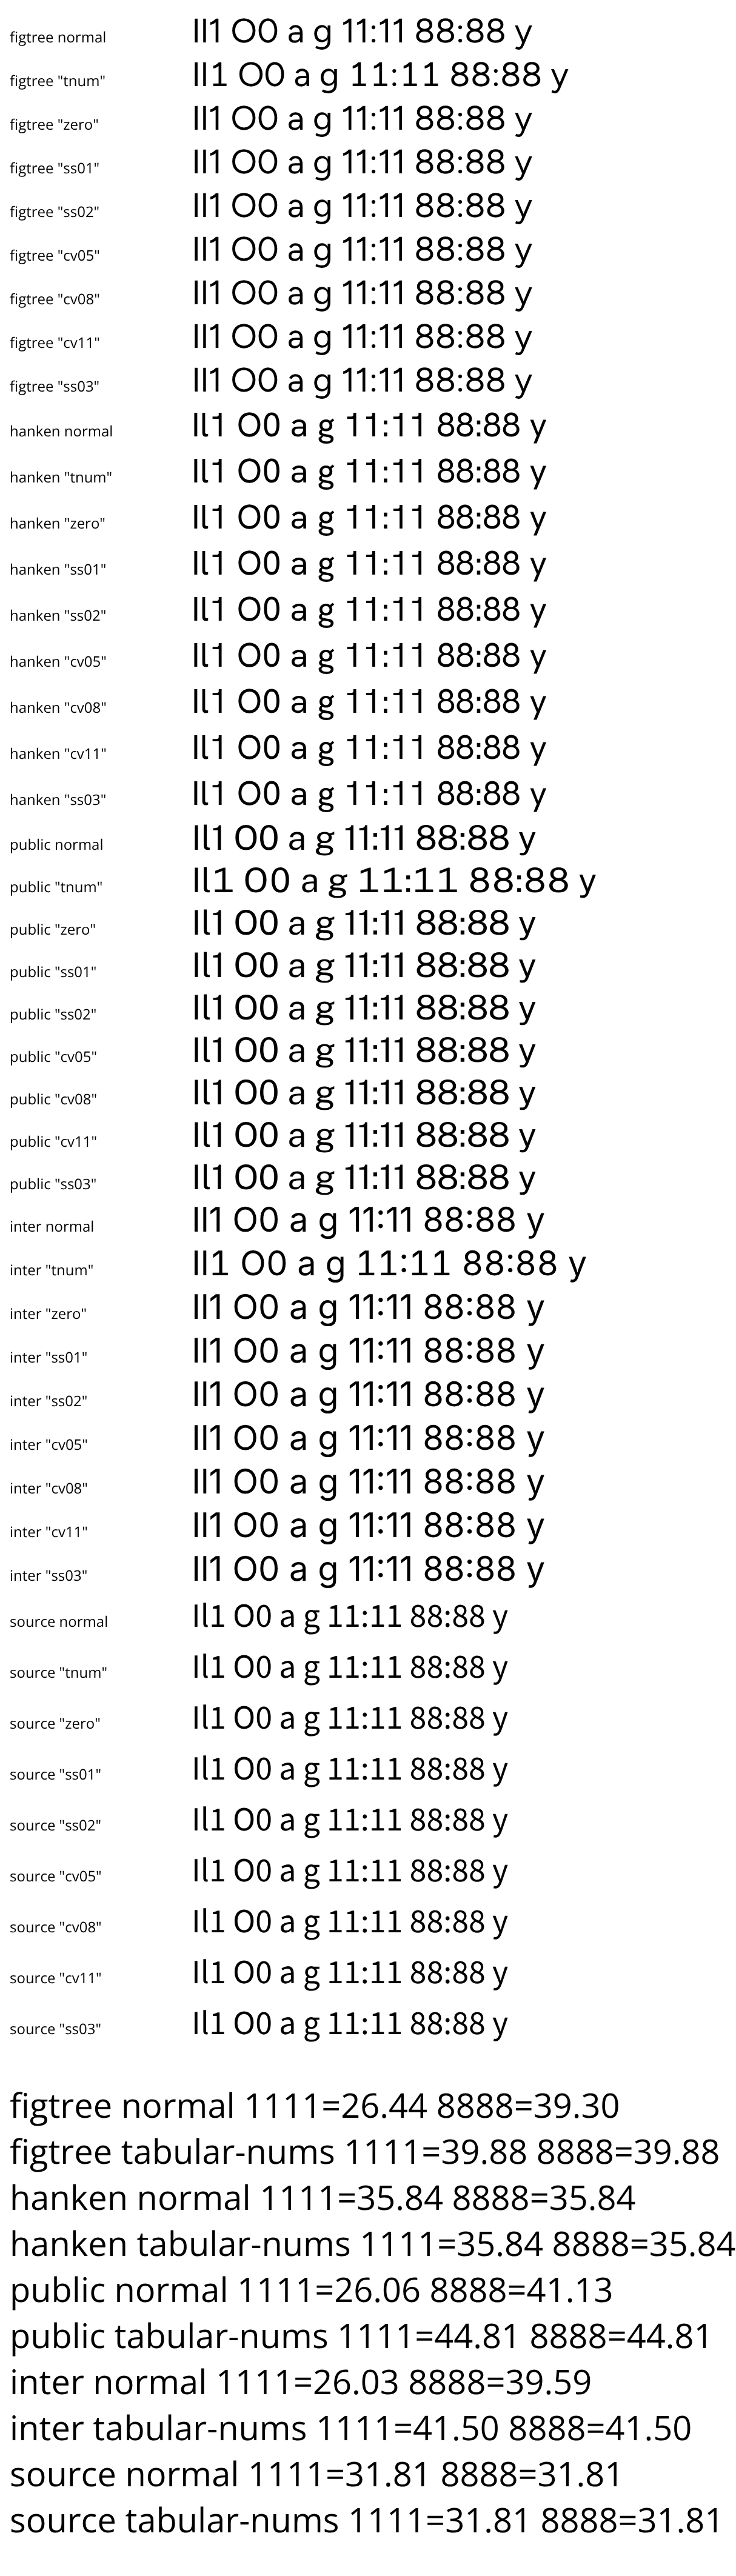 figtree normal Il1 O0 a g 11:11 88:88 y
figtree "tnum" Il1 O0 a g 11:11 88:88 y
figtree "zero" Il1 O0 a g 11:11 88:88 y
figtree "ss01" Il1 O0 a g 11:11 88:88 y
figtree "ss02" Il1 O0 a g 11:11 88:88 y
figtree "cv05" Il1 O0 a g 11:11 88:88 y
figtree "cv08" Il1 O0 a g 11:11 88:88 y
figtree "cv11" Il1 O0 a g 11:11 88:88 y
figtree "ss03" Il1 O0 a g 11:11 88:88 y
hanken normal Il1 O0 a g 11:11 88:88 y
hanken "tnum" Il1 O0 a g 11:11 88:88 y
hanken "zero" Il1 O0 a g 11:11 88:88 y
hanken "ss01" Il1 O0 a g 11:11 88:88 y
hanken "ss02" Il1 O0 a g 11:11 88:88 y
hanken "cv05" Il1 O0 a g 11:11 88:88 y
hanken "cv08" Il1 O0 a g 11:11 88:88 y
hanken "cv11" Il1 O0 a g 11:11 88:88 y
hanken "ss03" Il1 O0 a g 11:11 88:88 y
public normal Il1 O0 a g 11:11 88:88 y
public "tnum" Il1 O0 a g 11:11 88:88 y
public "zero" Il1 O0 a g 11:11 88:88 y
public "ss01" Il1 O0 a g 11:11 88:88 y
public "ss02" Il1 O0 a g 11:11 88:88 y
public "cv05" Il1 O0 a g 11:11 88:88 y
public "cv08" Il1 O0 a g 11:11 88:88 y
public "cv11" Il1 O0 a g 11:11 88:88 y
public "ss03" Il1 O0 a g 11:11 88:88 y
inter normal Il1 O0 a g 11:11 88:88 y
inter "tnum" Il1 O0 a g 11:11 88:88 y
inter "zero" Il1 O0 a g 11:11 88:88 y
inter "ss01" Il1 O0 a g 11:11 88:88 y
inter "ss02" Il1 O0 a g 11:11 88:88 y
inter "cv05" Il1 O0 a g 11:11 88:88 y
inter "cv08" Il1 O0 a g 11:11 88:88 y
inter "cv11" Il1 O0 a g 11:11 88:88 y
inter "ss03" Il1 O0 a g 11:11 88:88 y
source normal Il1 O0 a g 11:11 88:88 y
source "tnum" Il1 O0 a g 11:11 88:88 y
source "zero" Il1 O0 a g 11:11 88:88 y
source "ss01" Il1 O0 a g 11:11 88:88 y
source "ss02" Il1 O0 a g 11:11 88:88 y
source "cv05" Il1 O0 a g 11:11 88:88 y
source "cv08" Il1 O0 a g 11:11 88:88 y
source "cv11" Il1 O0 a g 11:11 88:88 y
source "ss03" Il1 O0 a g 11:11 88:88 y
figtree normal 1111=26.44 8888=39.30
figtree tabular-nums 1111=39.88 8888=39.88
hanken normal 1111=35.84 8888=35.84
hanken tabular-nums 1111=35.84 8888=35.84
public normal 1111=26.06 8888=41.13
public tabular-nums 1111=44.81 8888=44.81
inter normal 1111=26.03 8888=39.59
inter tabular-nums 1111=41.50 8888=41.50
source normal 1111=31.81 8888=31.81
source tabular-nums 1111=31.81 8888=31.81